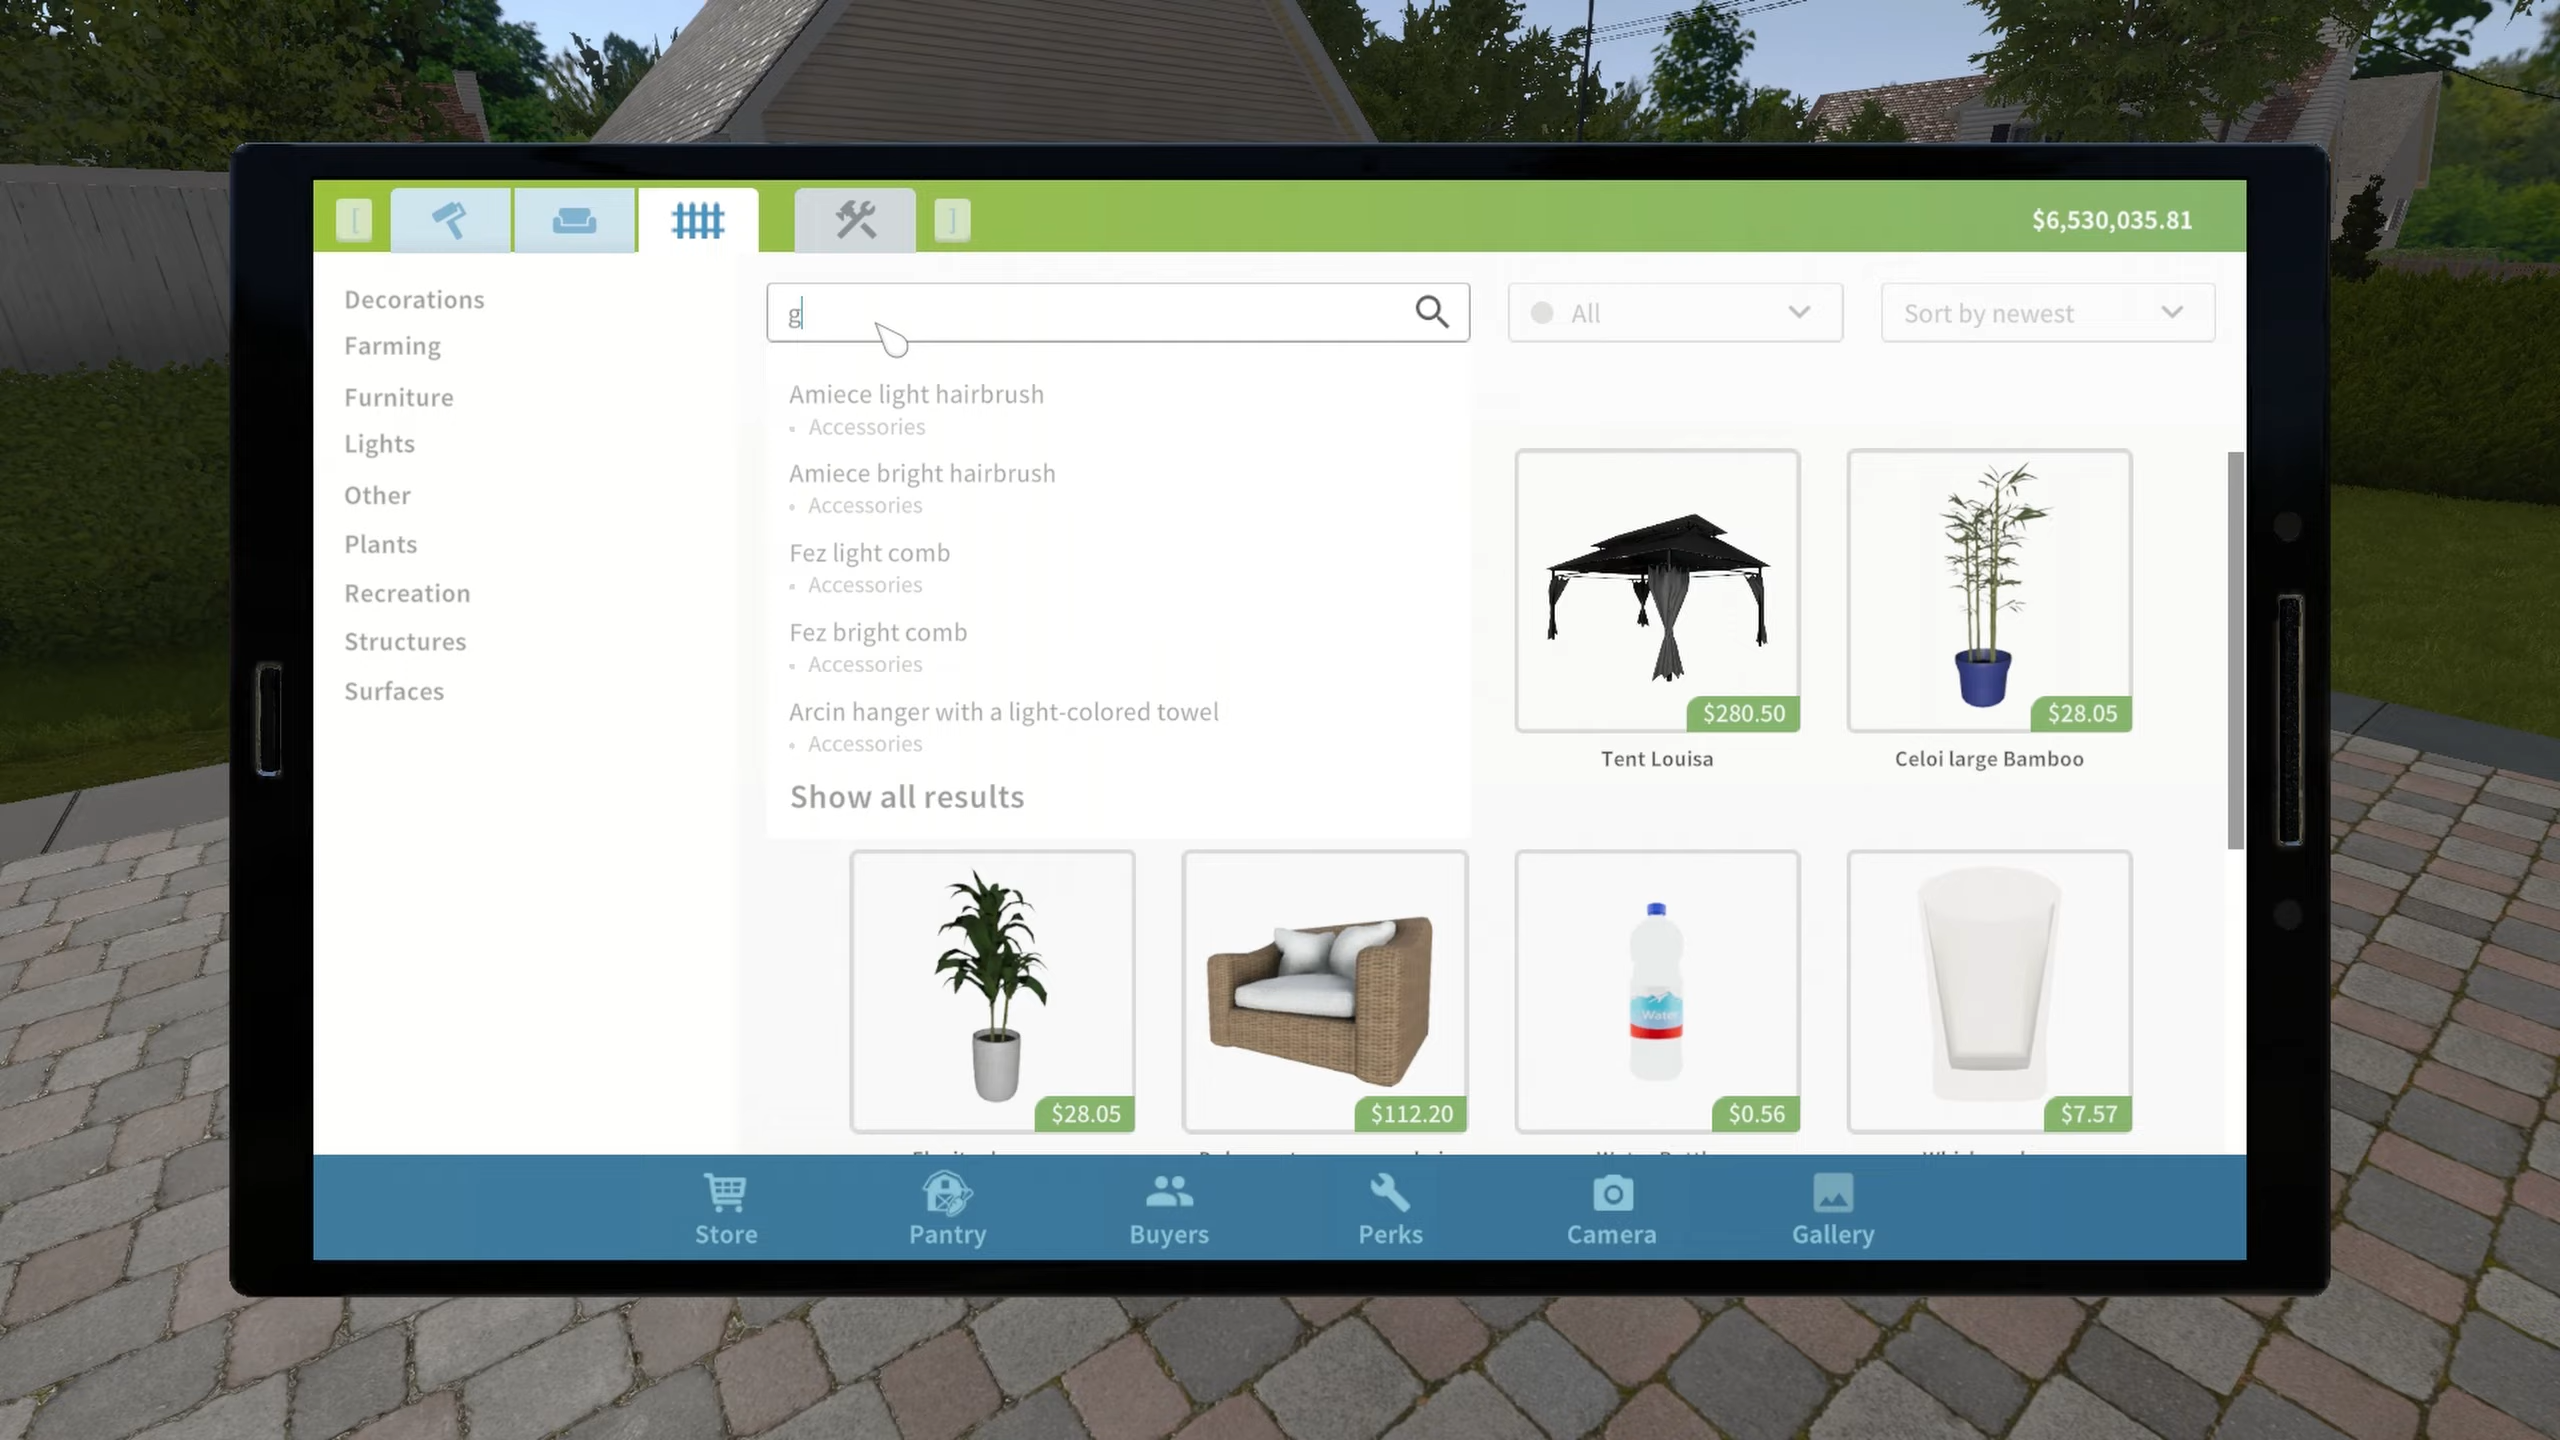 [
]
$6,530,035.81
Decorations
Farming
Furniture
Lights
Other
Plants
Recreation
Structures
Surfaces
g
All
Sort by newest
Amiece light hairbrush
Accessories
Amiece bright hairbrush
Accessories
Fez light comb
Accessories
Fez bright comb
Accessories
Arcin hanger with a light-colored towel
Accessories
Show all results
$280.50
Tent Louisa
$28.05
Celoi large Bamboo
$28.05
$112.20
Water
$0.56
$7.57
Store
Pantry
Buyers
Perks
Camera
Gallery